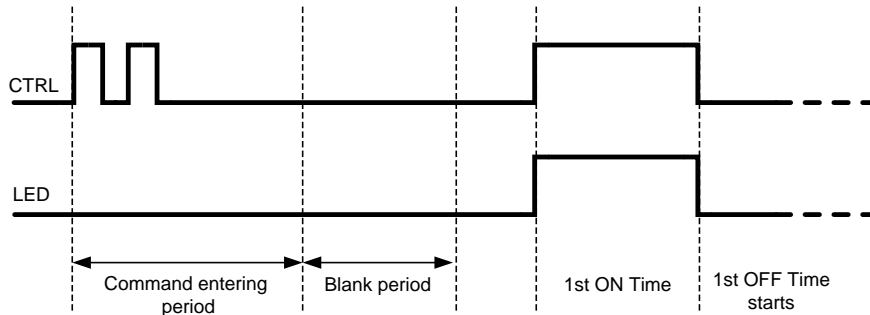 CTRL
LED
Command entering
period
Blank period
1st ON Time
1st OFF Time
starts